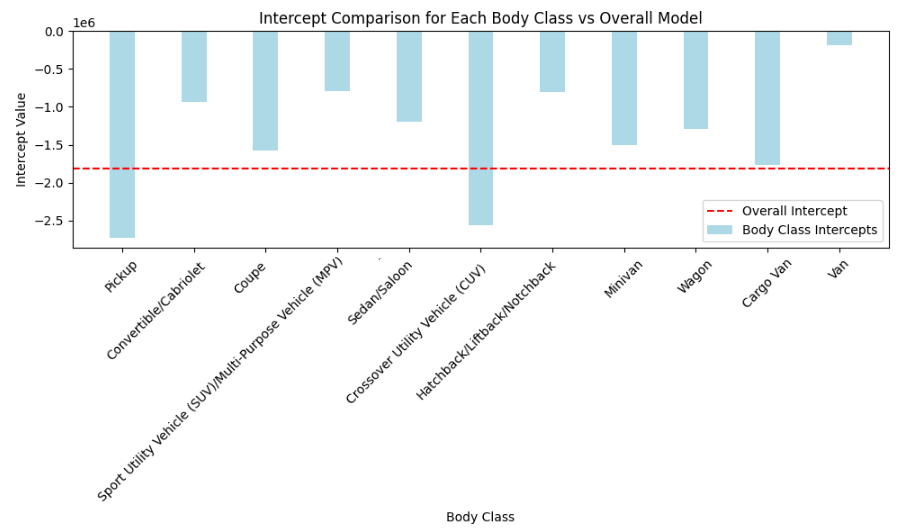 Intercept Comparison for Each Body Class vs Overall Model
1e6
0.0
−0.5
−1.0
−1.5
−2.0
−2.5
Intercept Value
Overall Intercept
Body Class Intercepts
Pickup
Convertible/Cabriolet
Coupe
Sport Utility Vehicle (SUV)/Multi-Purpose Vehicle (MPV)
Sedan/Saloon
Crossover Utility Vehicle (CUV)
Hatchback/Liftback/Notchback
Minivan
Wagon
Cargo Van
Van
Body Class